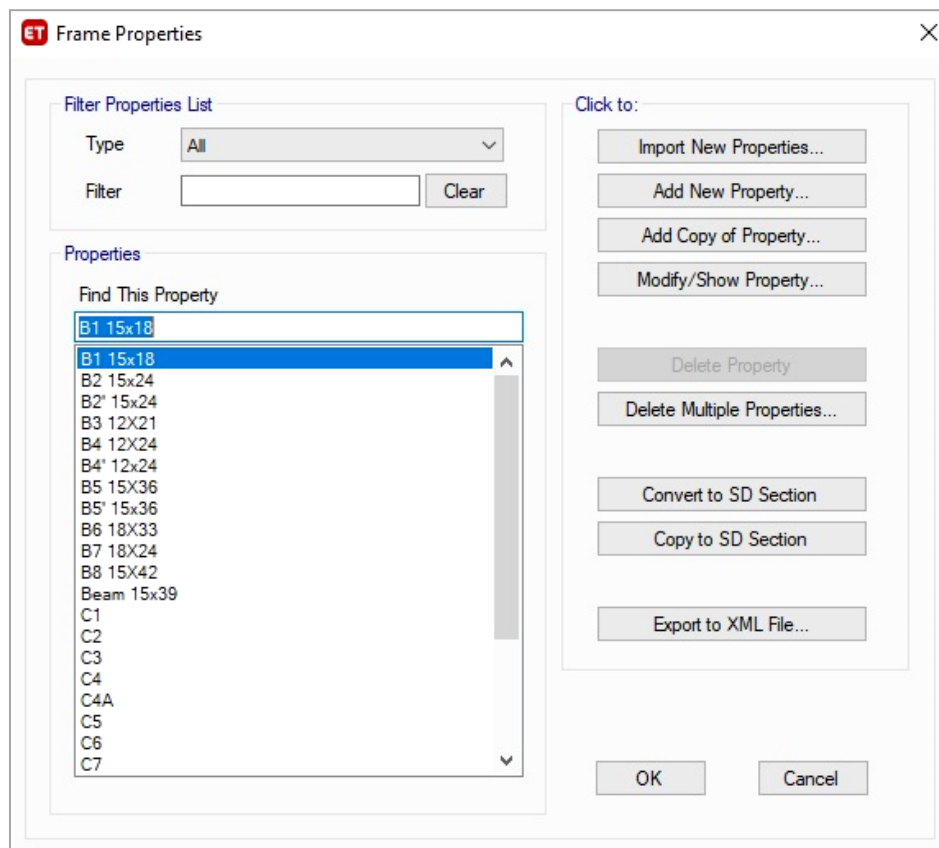 ET Frame Properties
Filter Properties List
Type All
Filter Clear
Properties
Find This Property
B1 15x18
B1 15x18
B2 15x24
B2' 15x24
B3 12X21
B4 12X24
B4' 12x24
B5 15X36
B5' 15x36
B6 18X33
B7 18X24
B8 15X42
Beam 15x39
C1
C2
C3
C4
C4A
C5
C6
C7
Click to:
Import New Properties...
Add New Property...
Add Copy of Property...
Modify/Show Property...
Delete Property
Delete Multiple Properties...
Convert to SD Section
Copy to SD Section
Export to XML File...
OK Cancel